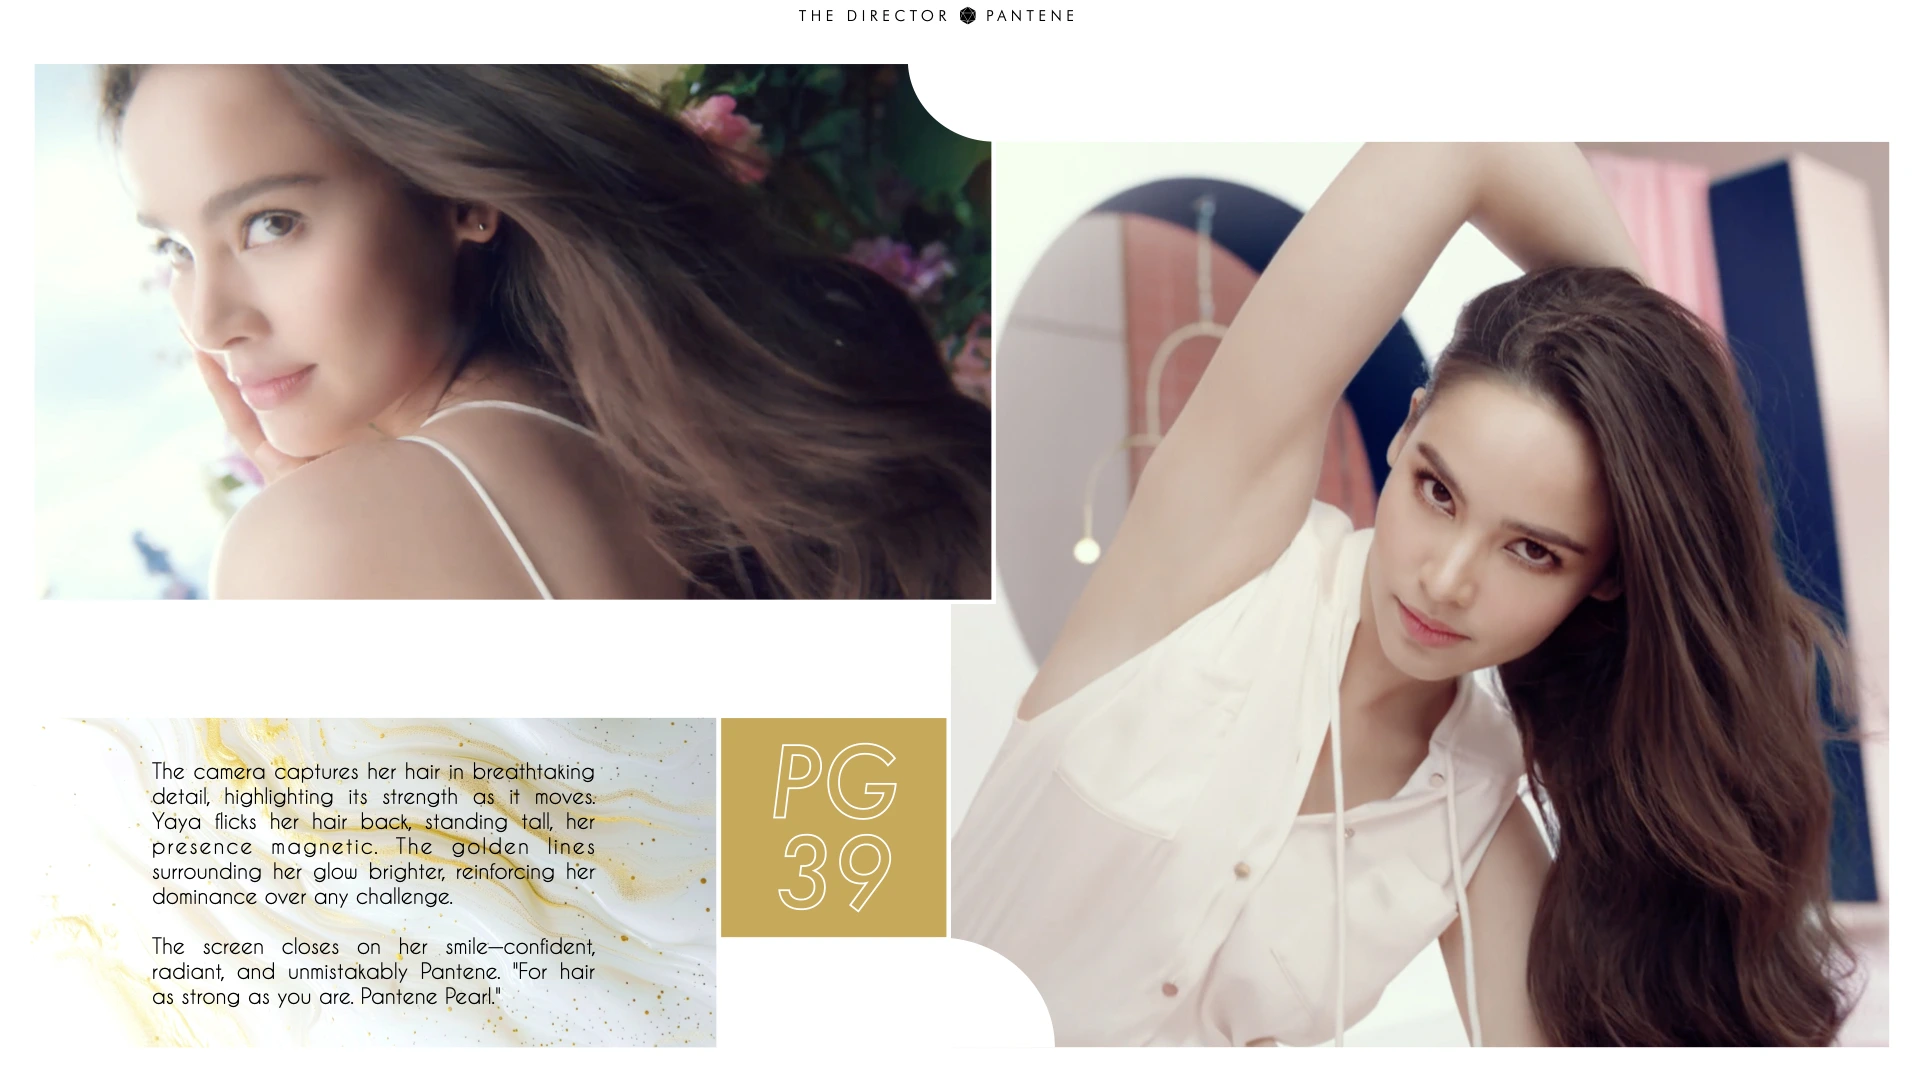 THE DIRECTOR PANTENE
The camera captures her hair in breathtaking
detail, highlighting its strength as it moves.
Yaya flicks her hair back, standing tall, her
presence magnetic. The golden lines
surrounding her glow brighter, reinforcing her
dominance over any challenge.
The screen closes on her smile—confident,
radiant, and unmistakably Pantene. "For hair
as strong as you are. Pantene Pearl."
PG
39